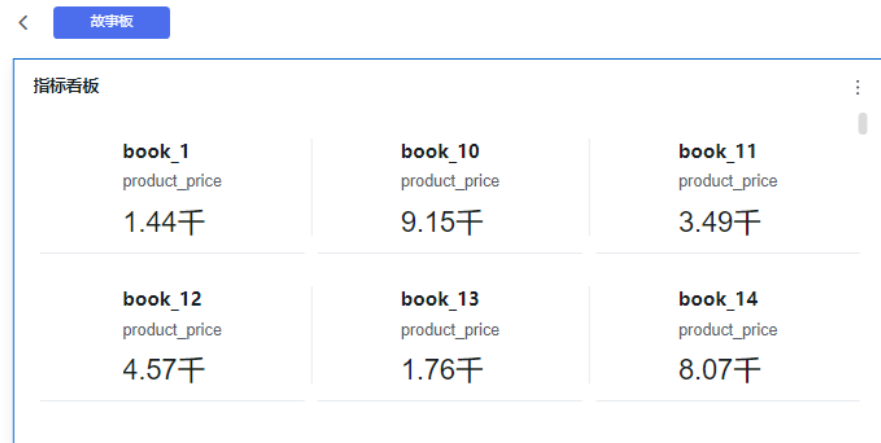 故事板
指标看板
book_1
product_price
1.44千
book_10
product_price
9.15千
book_11
product_price
3.49千
book_12
product_price
4.57千
book_13
product_price
1.76千
book_14
product_price
8.07千